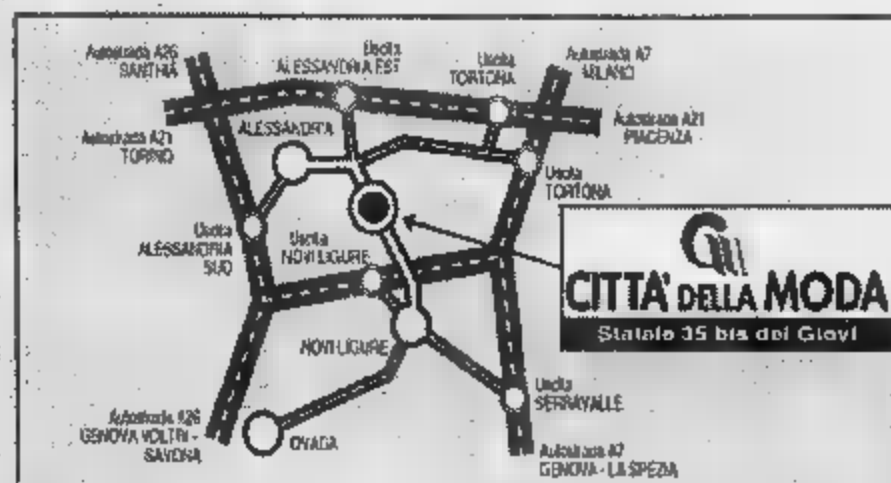 Autostrada A26
SANTHIÀ
Uscita
ALESSANDRIA EST
Uscita
TORTONA
Autostrada A7
MILANO
Autostrada A21
TORINO
ALESSANDRIA
Autostrada A21
PIACENZA
Uscita
TORTONA
Uscita
ALESSANDRIA
SUD
Uscita
NOVI LIGURE
CITTA' DELLA MODA
Statale 35 bis dei Giovi
NOVI LIGURE
Uscita
SERRAVALLE
Autostrada A26
GENOVA VOLTRI -
SAVONA
OVADA
Autostrada A7
GENOVA - LA SPEZIA